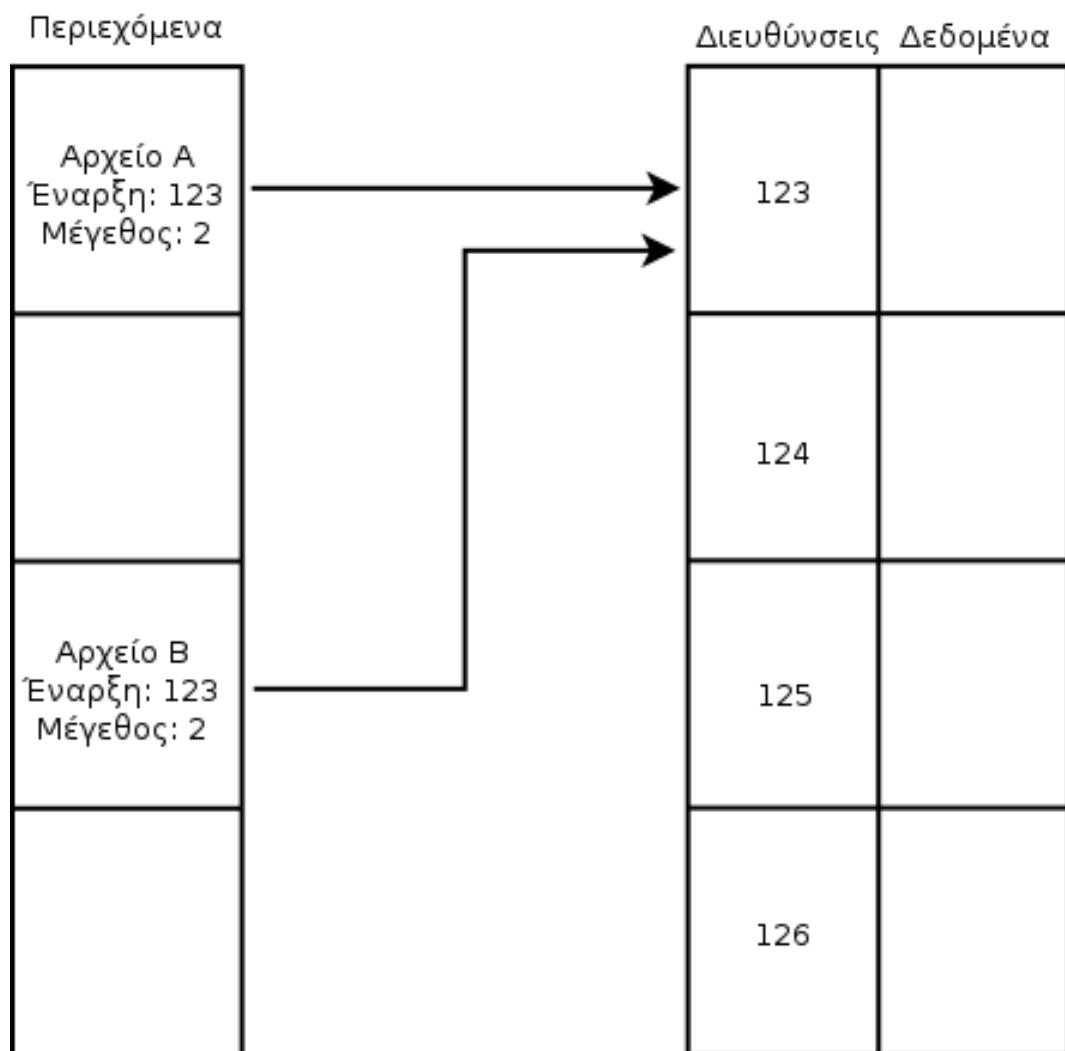 Περιεχόμενα
Διευθύνσεις Δεδομένα
Αρχείο Α
Έναρξη: 123
Μέγεθος: 2
123
124
Αρχείο Β
Έναρξη: 123
Μέγεθος: 2
125
126